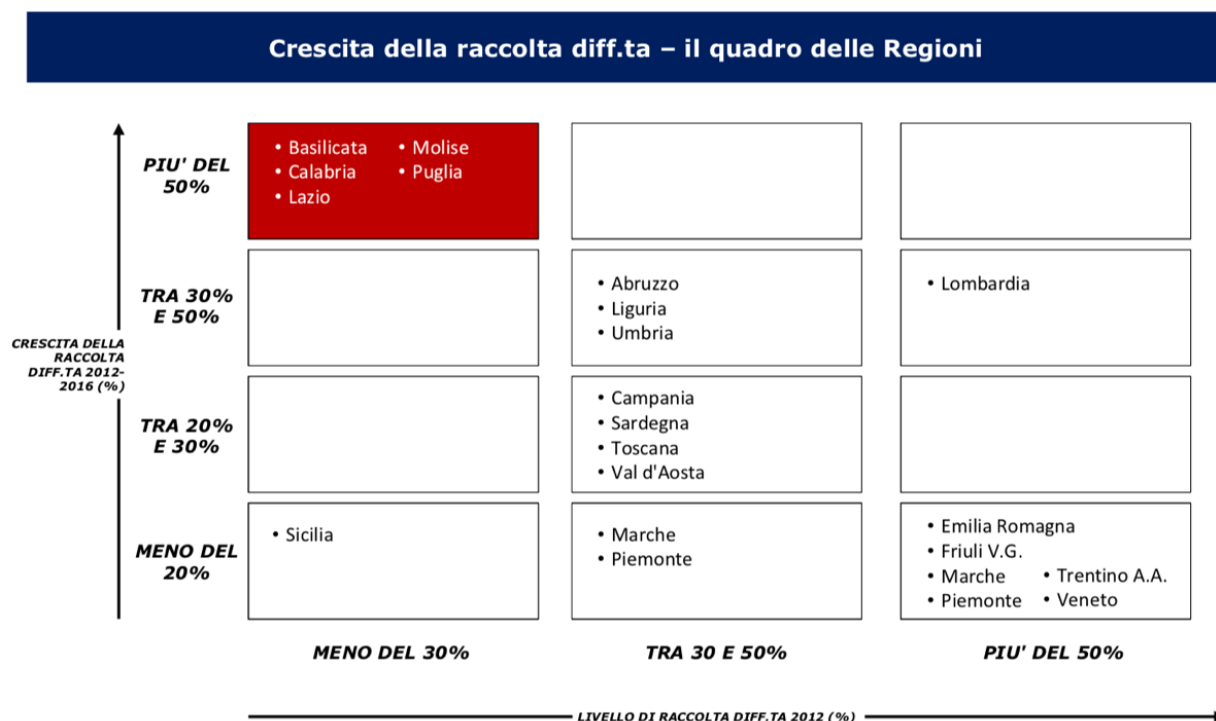 Crescita della raccolta diff.ta – il quadro delle Regioni
PIU' DEL
50%
• Basilicata
• Calabria
• Lazio
• Molise
• Puglia
TRA 30%
E 50%
• Abruzzo
• Liguria
• Umbria
• Lombardia
CRESCITA DELLA
RACCOLTA
DIFF.TA 2012-
2016 (%)
TRA 20%
E 30%
• Campania
• Sardegna
• Toscana
• Val d'Aosta
MENO DEL
20%
• Sicilia
• Marche
• Piemonte
• Emilia Romagna
• Friuli V.G.
• Marche
• Piemonte
• Trentino A.A.
• Veneto
MENO DEL 30%
TRA 30 E 50%
PIU' DEL 50%
LIVELLO DI RACCOLTA DIFF.TA 2012 (%)